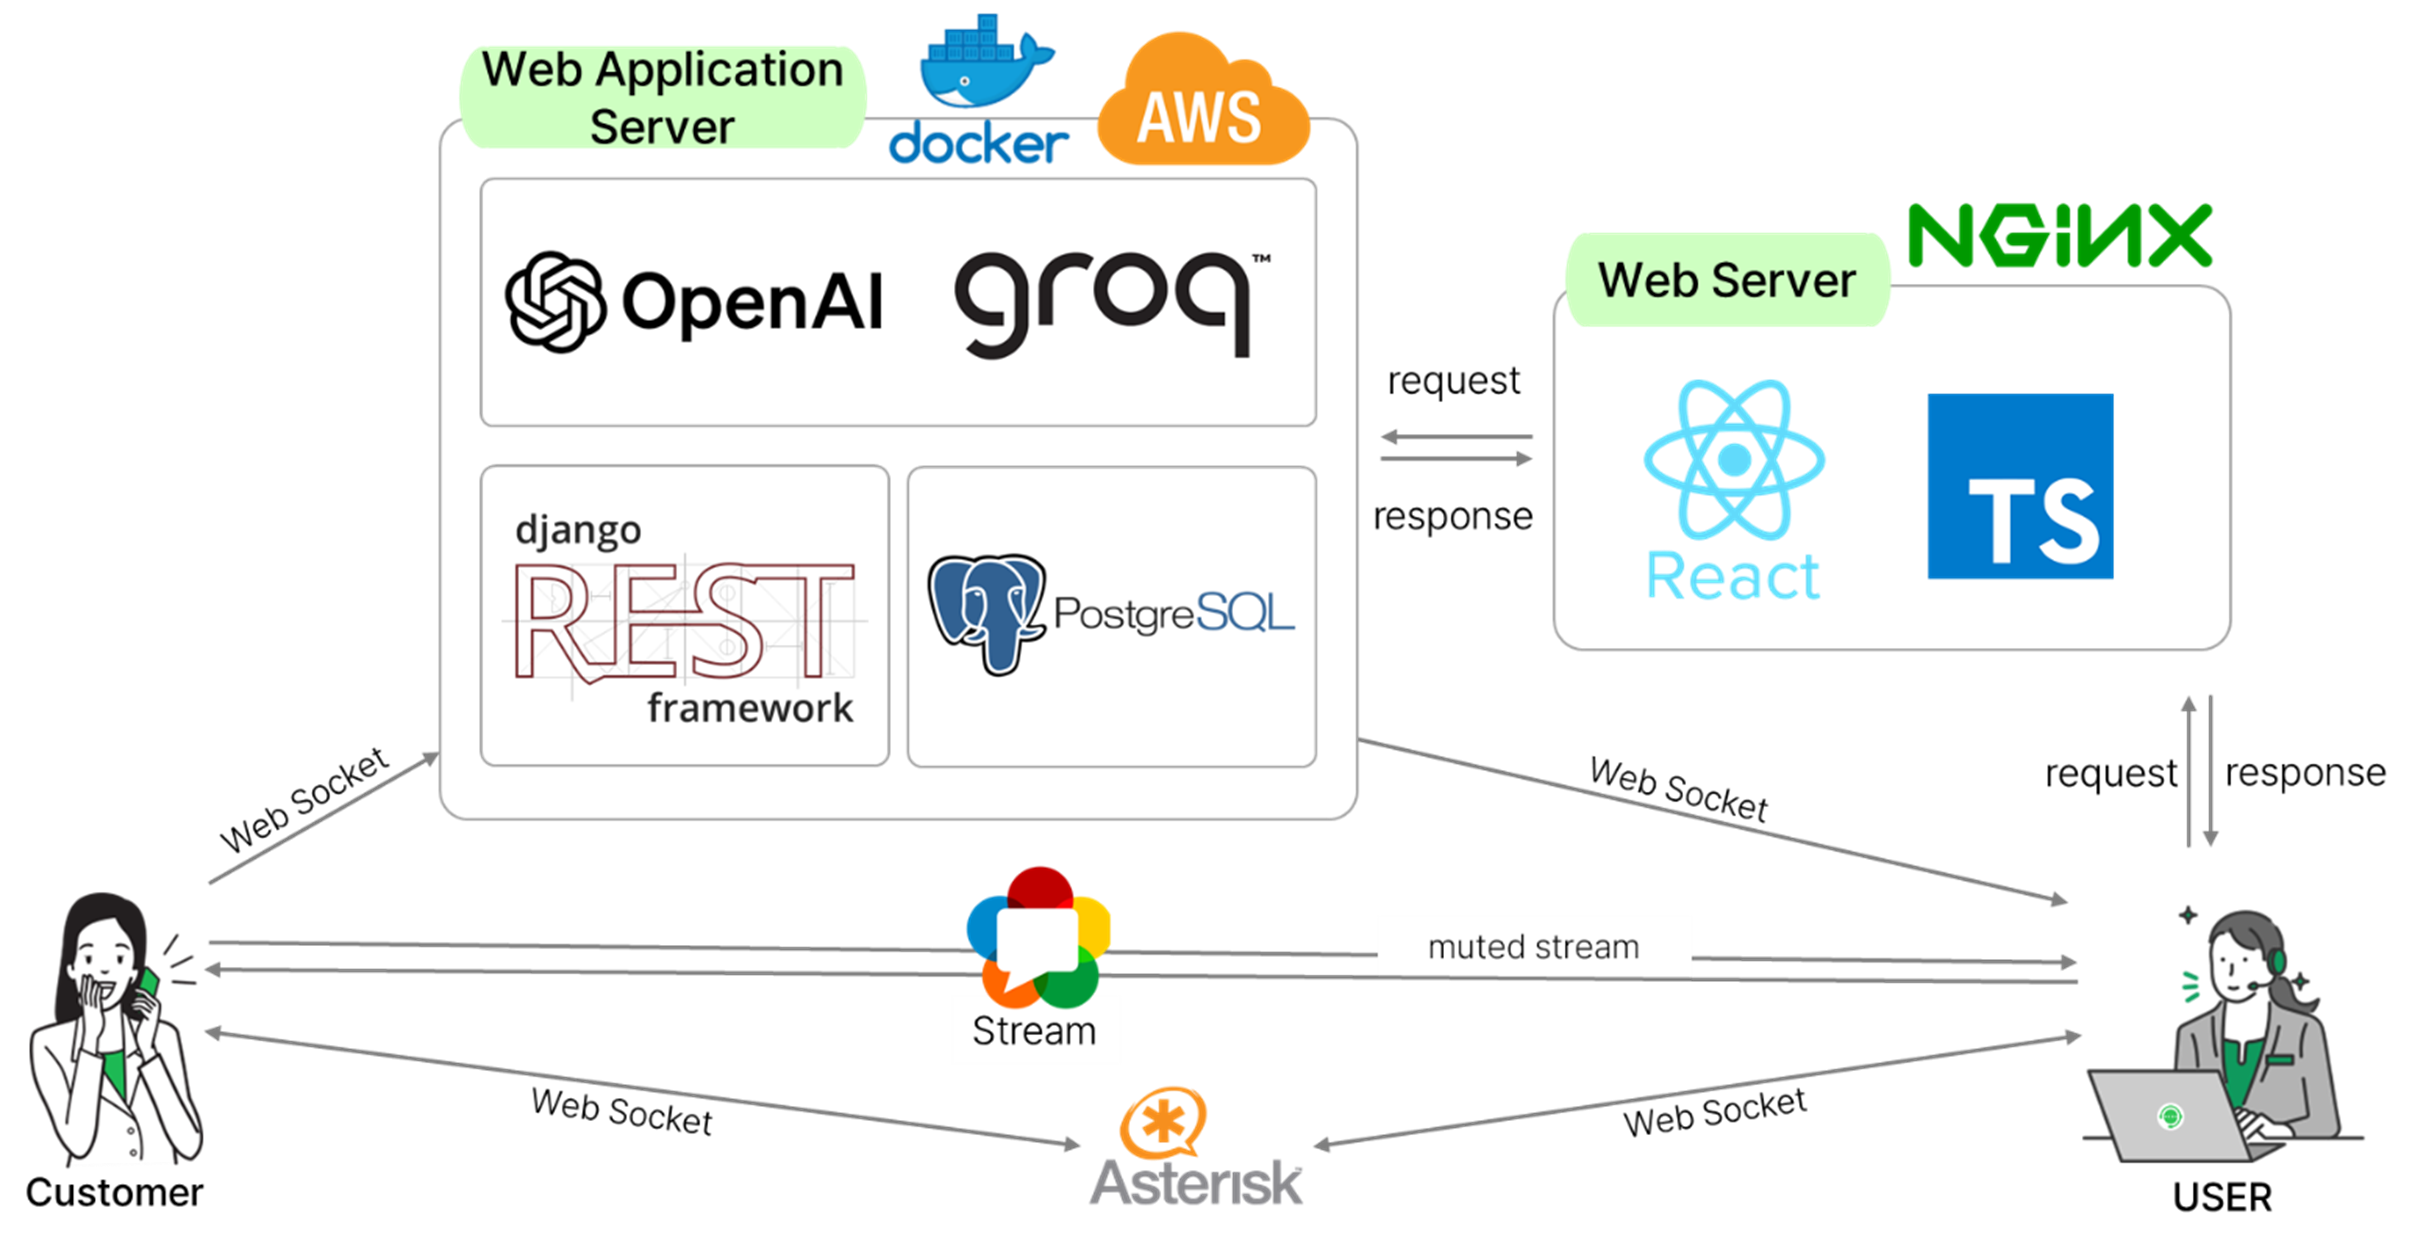 Web Application
Server
docker
AWS
OpenAI
groq™
NGINX
Web Server
request
response
React
TS
django
REST
framework
PostgreSQL
Web Socket
Web Socket
request
response
muted stream
Stream
Web Socket
Web Socket
Asterisk™
Customer
USER